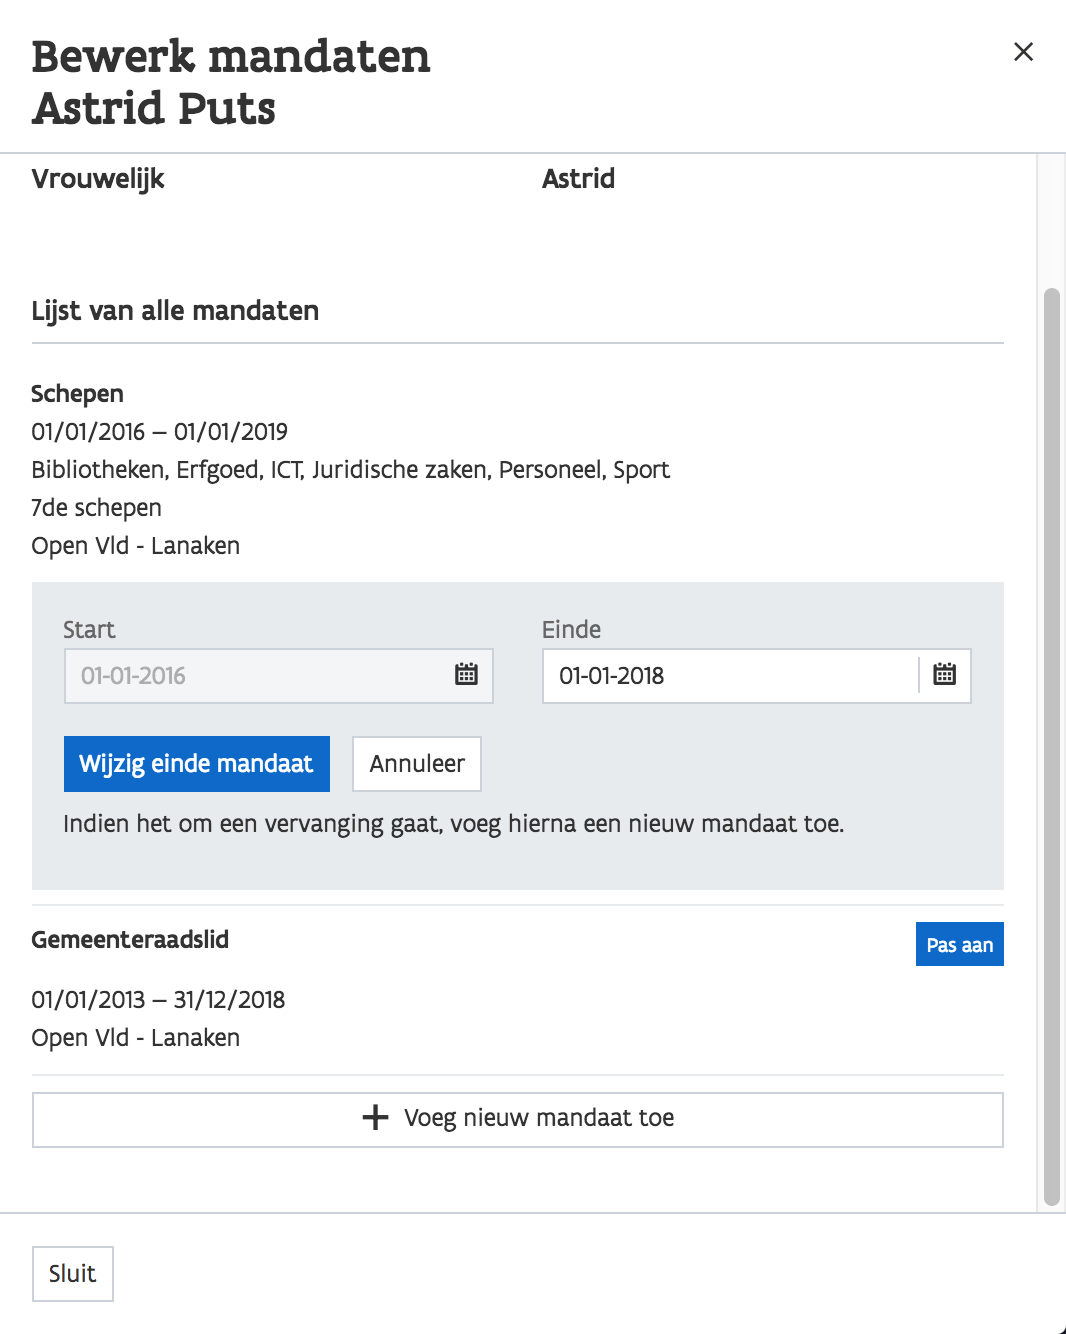 Bewerk mandaten
Astrid Puts
Vrouwelijk
Astrid
Lijst van alle mandaten
Schepen
01/01/2016 – 01/01/2019
Bibliotheken, Erfgoed, ICT, Juridische zaken, Personeel, Sport
7de schepen
Open Vld - Lanaken
Start
Einde
01-01-2016
01-01-2018
Wijzig einde mandaat
Annuleer
Indien het om een vervanging gaat, voeg hierna een nieuw mandaat toe.
Gemeenteraadslid
Pas aan
01/01/2013 – 31/12/2018
Open Vld - Lanaken
Voeg nieuw mandaat toe
Sluit